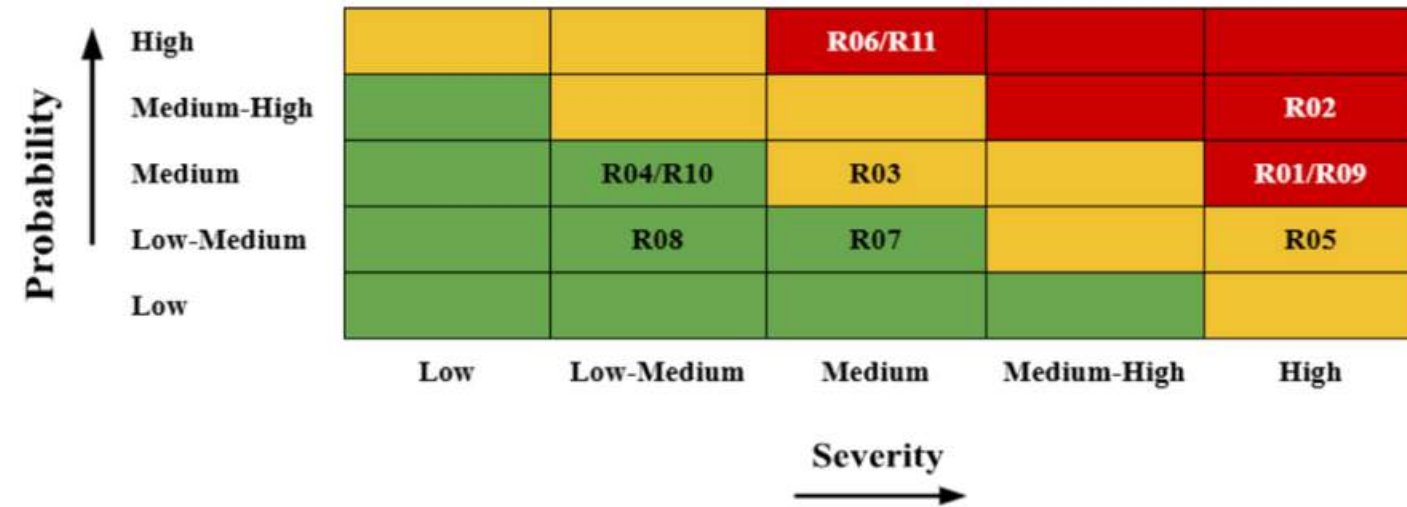 High R06/R11
Medium-High R02
Medium R04/R10 R03 R01/R09
Low-Medium R08 R07 R05
Low
Probability
Low Low-Medium Medium Medium-High High
Severity